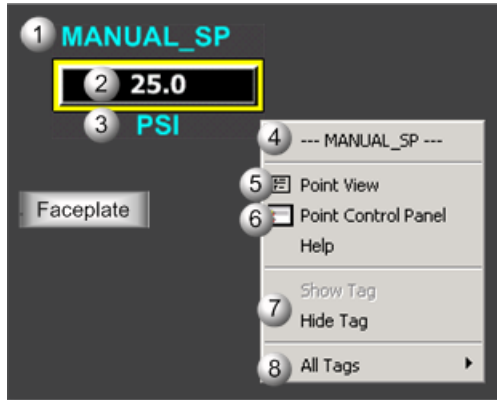 1 MANUAL_SP
2 25.0
3 PSI
4 --- MANUAL_SP ---
5 Point View
Faceplate
6 Point Control Panel
Help
Show Tag
7 Hide Tag
8 All Tags